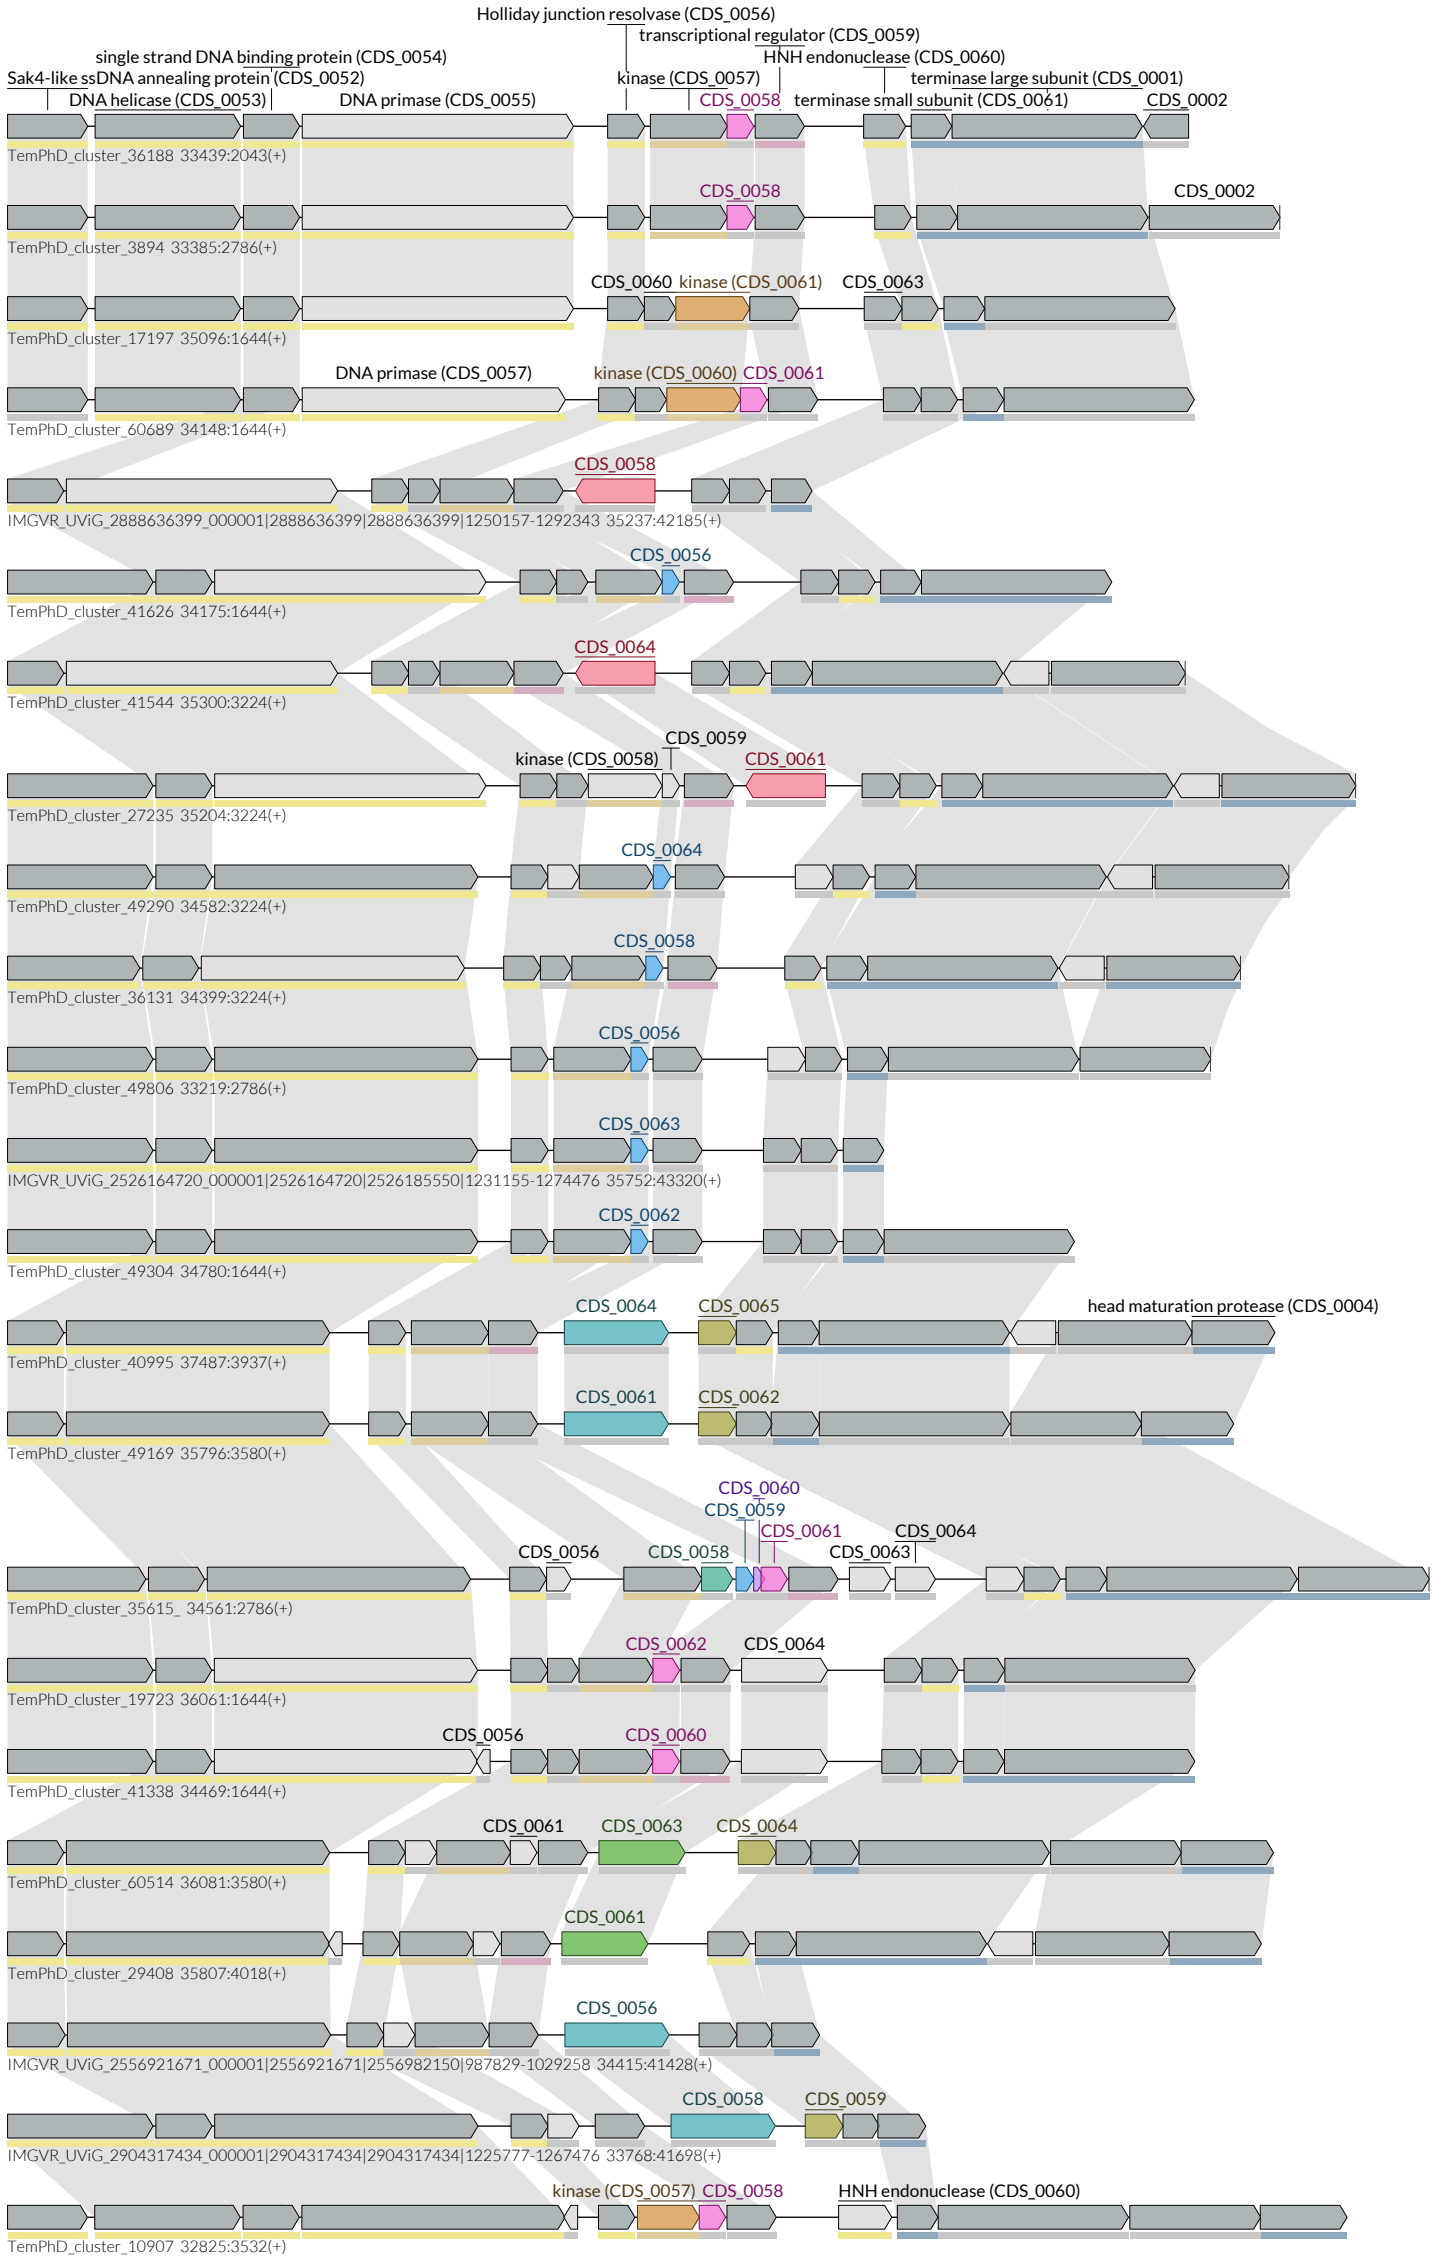 Holliday junction resolvase (CDS_0056)
transcriptional regulator (CDS_0059)
single strand DNA binding protein (CDS_0054)
HNH endonuclease (CDS_0060)
Sak4-like ssDNA annealing protein (CDS_0052)
kinase (CDS_0057)
terminase large subunit (CDS_0001)
DNA helicase (CDS_0053)
DNA primase (CDS_0055)
CDS_0058
terminase small subunit (CDS_0061)
CDS_0002
TemPhD_cluster_36188 33439:2043(+)
CDS_0058
CDS_0002
TemPhD_cluster_3894 33385:2786(+)
CDS_0060
kinase (CDS_0061)
CDS_0063
TemPhD_cluster_17197 35096:1644(+)
DNA primase (CDS_0057)
kinase (CDS_0060)
CDS_0061
TemPhD_cluster_60689 34148:1644(+)
CDS_0058
IMGVR_UViG_2888636399_000001|2888636399|2888636399|1250157-1292343 35237:42185(+)
CDS_0056
TemPhD_cluster_41626 34175:1644(+)
CDS_0064
TemPhD_cluster_41544 35300:3224(+)
CDS_0059
kinase (CDS_0058)
CDS_0061
TemPhD_cluster_27235 35204:3224(+)
CDS_0064
TemPhD_cluster_49290 34582:3224(+)
CDS_0058
TemPhD_cluster_36131 34399:3224(+)
CDS_0056
TemPhD_cluster_49806 33219:2786(+)
CDS_0063
IMGVR_UViG_2526164720_000001|2526164720|2526185550|1231155-1274476 35752:43320(+)
CDS_0062
TemPhD_cluster_49304 34780:1644(+)
CDS_0064
CDS_0065
head maturation protease (CDS_0004)
TemPhD_cluster_40995 37487:3937(+)
CDS_0061
CDS_0062
TemPhD_cluster_49169 35796:3580(+)
CDS_0060
CDS_0059
CDS_0061
CDS_0064
CDS_0056
CDS_0058
CDS_0063
TemPhD_cluster_35615_ 34561:2786(+)
CDS_0062
CDS_0064
TemPhD_cluster_19723 36061:1644(+)
CDS_0056
CDS_0060
TemPhD_cluster_41338 34469:1644(+)
CDS_0061
CDS_0063
CDS_0064
TemPhD_cluster_60514 36081:3580(+)
CDS_0061
TemPhD_cluster_29408 35807:4018(+)
CDS_0056
IMGVR_UViG_2556921671_000001|2556921671|2556982150|987829-1029258 34415:41428(+)
CDS_0058
CDS_0059
IMGVR_UViG_2904317434_000001|2904317434|2904317434|1225777-1267476 33768:41698(+)
kinase (CDS_0057)
CDS_0058
HNH endonuclease (CDS_0060)
TemPhD_cluster_10907 32825:3532(+)